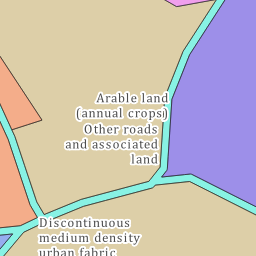 Arable land
(annual crops)
Other roads
and associated
land
Discontinuous
medium density
urban fabric